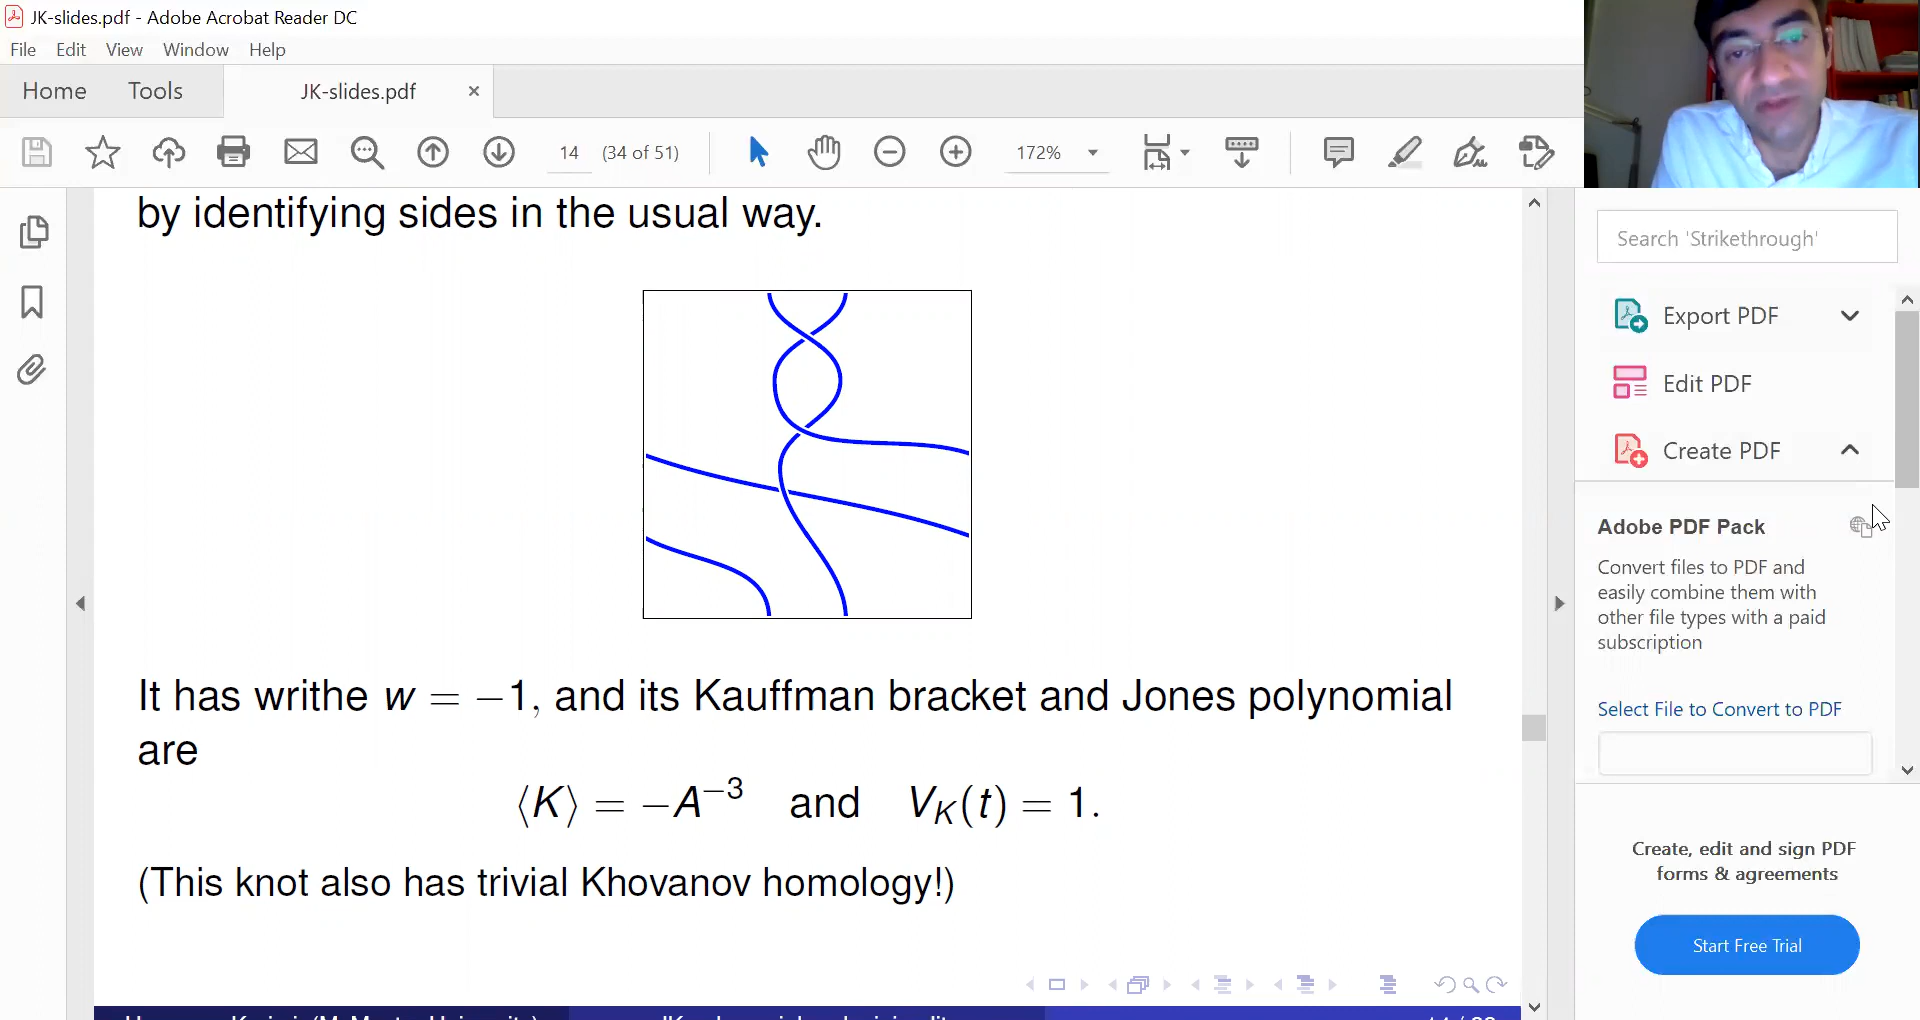 JK-slides.pdf - Adobe Acrobat Reader DC
File Edit View Window Help
Home Tools JK-slides.pdf ×
14 (34 of 51) 172%
by identifying sides in the usual way.
It has writhe w = −1, and its Kauffman bracket and Jones polynomial
are
⟨K⟩ = −A⁻³ and V_K(t) = 1.
(This knot also has trivial Khovanov homology!)
Search 'Strikethrough'
Export PDF
Edit PDF
Create PDF
Adobe PDF Pack
Convert files to PDF and
easily combine them with
other file types with a paid
subscription
Select File to Convert to PDF
Create, edit and sign PDF
forms & agreements
Start Free Trial